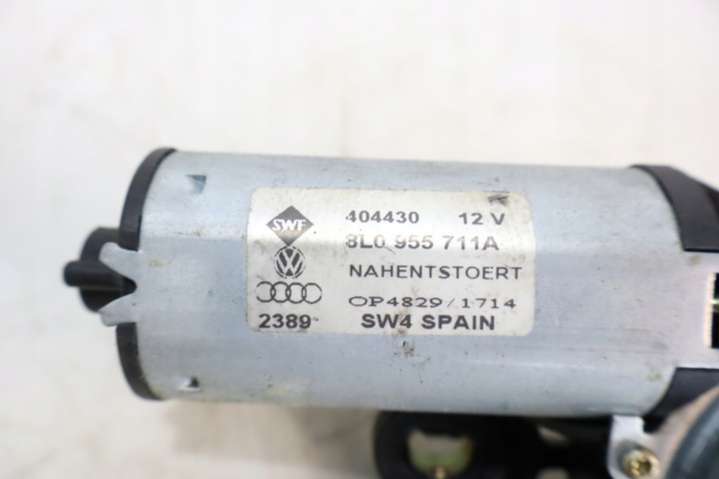 SWF 404430 12 V
8L0 955 711A
NAHENTSTOERT
OP4829/1714
2389 SW4 SPAIN